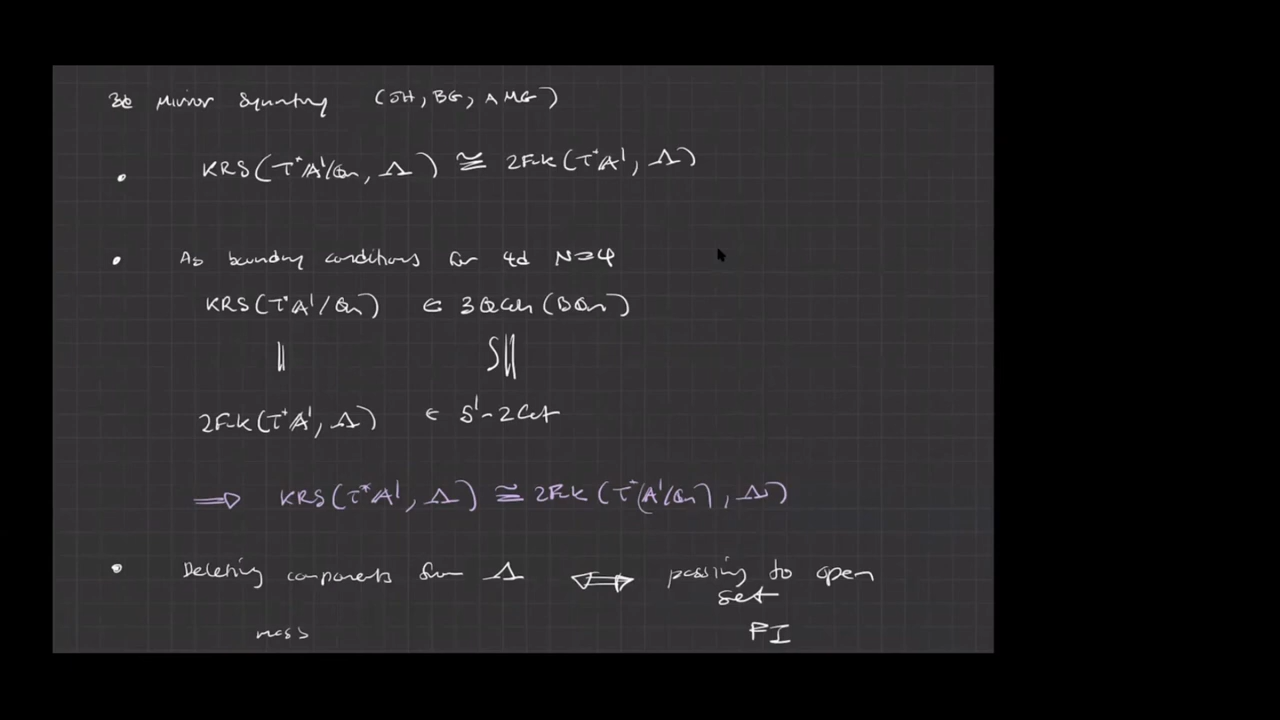 3d Mirror Symmetry (JH, BG, AMG)
• KRS(T*A¹/Gm, Λ) ≅ 2Fuk(T*A¹, Λ)
• As boundary conditions for 4d N=4
KRS(T*A¹/Gm) ∈ 3QCoh(BGm)
|| S||
2Fuk(T*A¹, Λ) ∈ S¹-2Cat
⇒ KRS(T*A¹, Λ) ≅ 2Fuk(T*(A¹/Gm), Λ)
• Deleting components from Λ ⟺ passing to open
set
mass FI